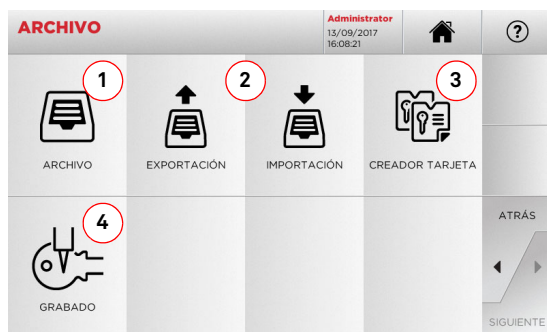 ARCHIVO
Administrator
13/09/2017
16:08:21
?
1
2
3
ARCHIVO
EXPORTACIÓN
IMPORTACIÓN
CREADOR TARJETA
4
GRABADO
ATRÁS
SIGUIENTE